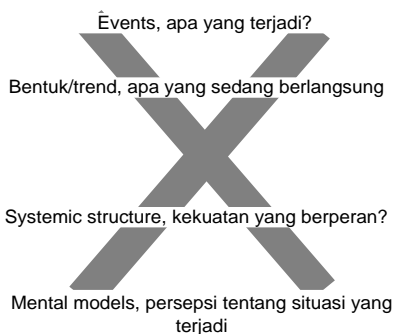 Events, apa yang terjadi?
Bentuk/trend, apa yang sedang berlangsung
Systemic structure, kekuatan yang berperan?
Mental models, persepsi tentang situasi yang
terjadi